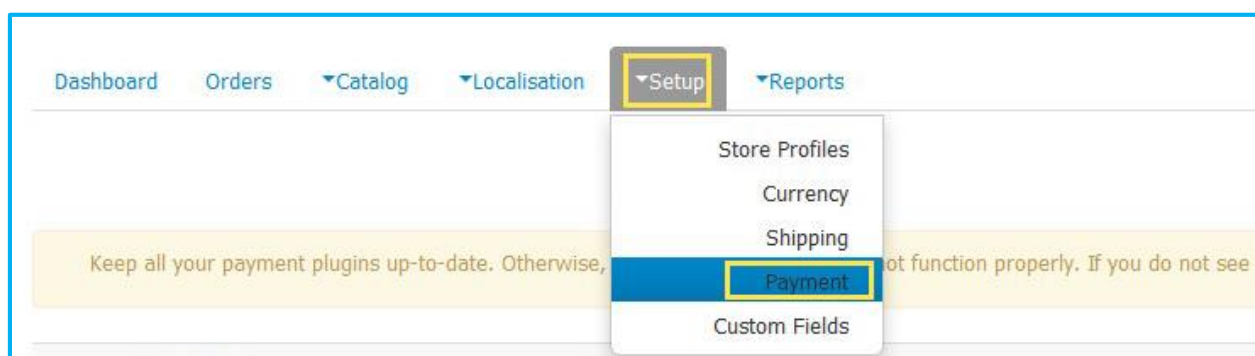 Dashboard Orders Catalog Localisation Setup Reports
Store Profiles
Currency
Shipping
Keep all your payment plugins up-to-date. Otherwise, not function properly. If you do not see
Payment
Custom Fields